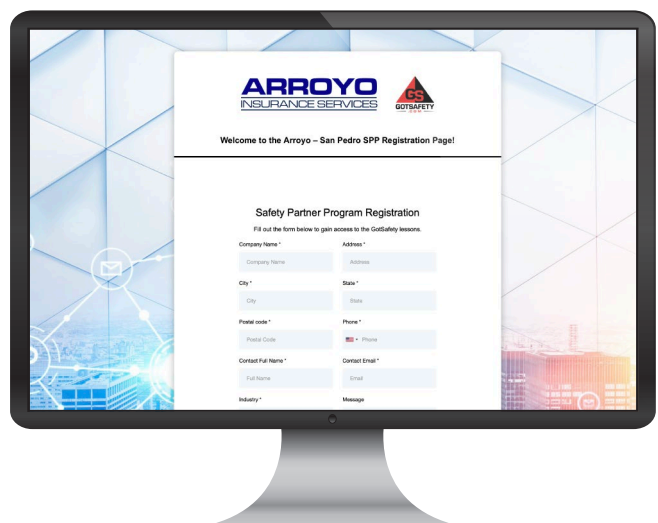 ARROYO
INSURANCE SERVICES
GS
GOTSAFETY
.com
Welcome to the Arroyo – San Pedro SPP Registration Page!
Safety Partner Program Registration
Fill out the form below to gain access to the GotSafety lessons.
Company Name * Address *
Company Name Address
City * State *
City State
Postal code * Phone *
Postal Code Phone
Contact Full Name * Contact Email *
Full Name Email
Industry * Message